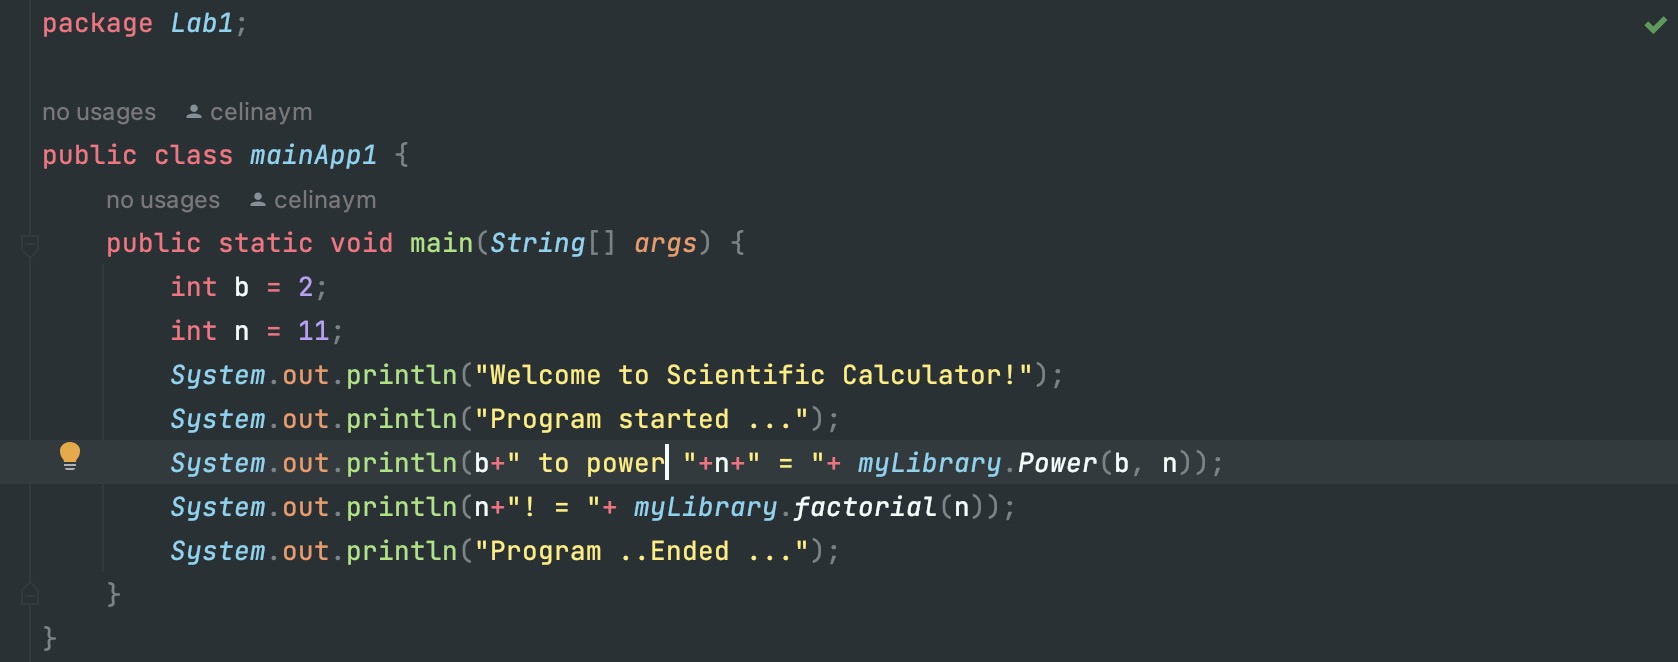 package Lab1;
no usages celinaym
public class mainApp1 {
no usages celinaym
public static void main(String[] args) {
int b = 2;
int n = 11;
System.out.println("Welcome to Scientific Calculator!");
System.out.println("Program started ...");
System.out.println(b+" to power "+n+" = "+ myLibrary.Power(b, n));
System.out.println(n+"! = "+ myLibrary.factorial(n));
System.out.println("Program ..Ended ...");
}
}